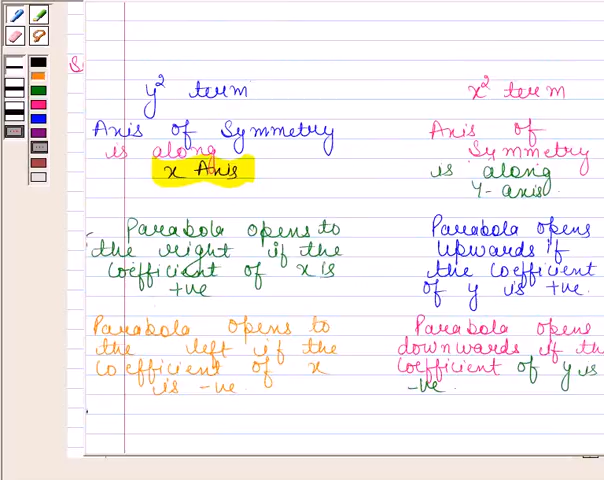 S
y² term
Axis of Symmetry
is along
x Axis
Parabola opens to
the right if the
coefficient of x is
+ve
Parabola opens to
the left if the
coefficient of x
is -ve
x² term
Axis of
Symmetry
is along
Y-axis
Parabola opens
upwards if
the coefficient
of y is +ve.
Parabola opens
downwards if the
coefficient of y is
-ve.